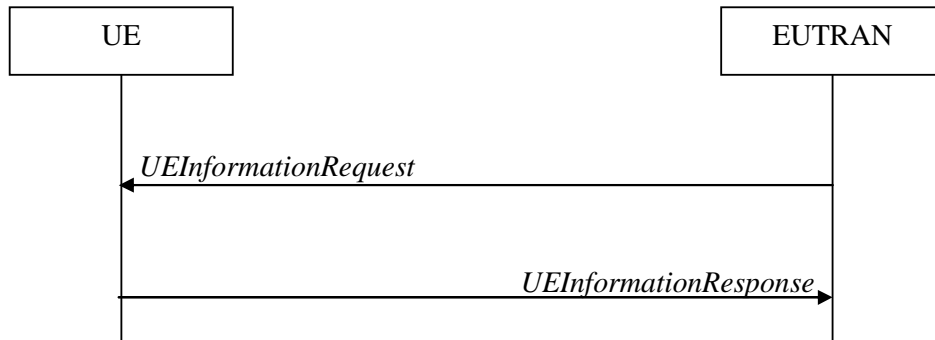 UE
EUTRAN
UEInformationRequest
UEInformationResponse